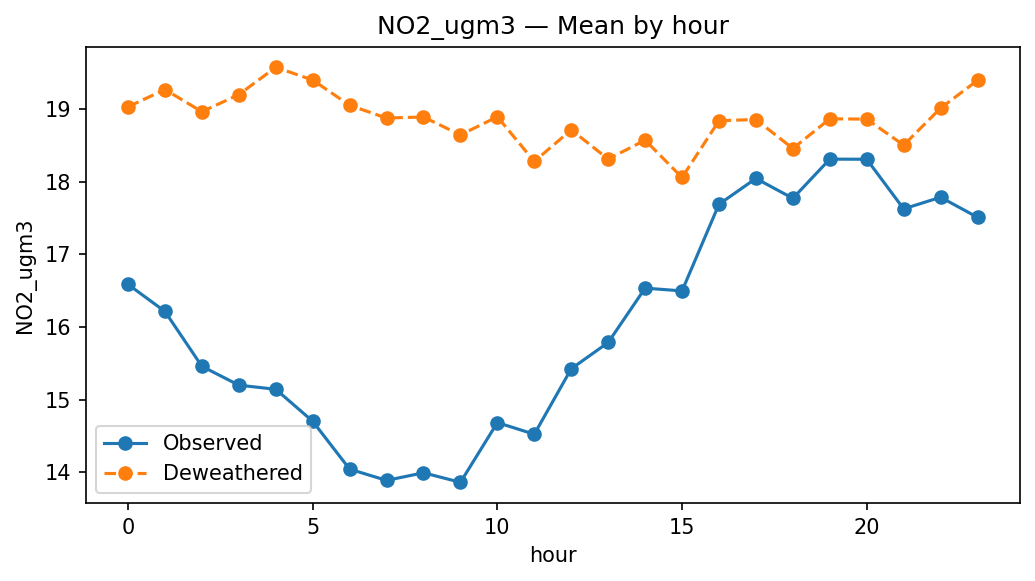 NO2_ugm3 — Mean by hour
NO2_ugm3
19
18
17
16
15
14
Observed
Deweathered
0 5 10 15 20
hour